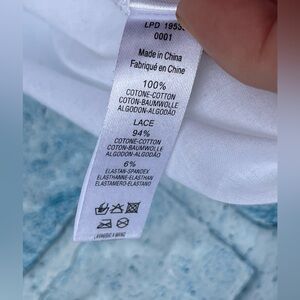 LPD 1953
0001
Made in China
Fabriqué en Chine
100%
COTONE-COTTON
COTON-BAUMWOLLE
ALGODON-ALGODÃO
LACE
94%
COTONE-COTTON
COTON-BAUMWOLLE
ALGODON-ALGODÃO
6%
ELASTAN-SPANDEX
ELASTHANNE-ELASTHAN
ELASTAMERO-ELASTANO